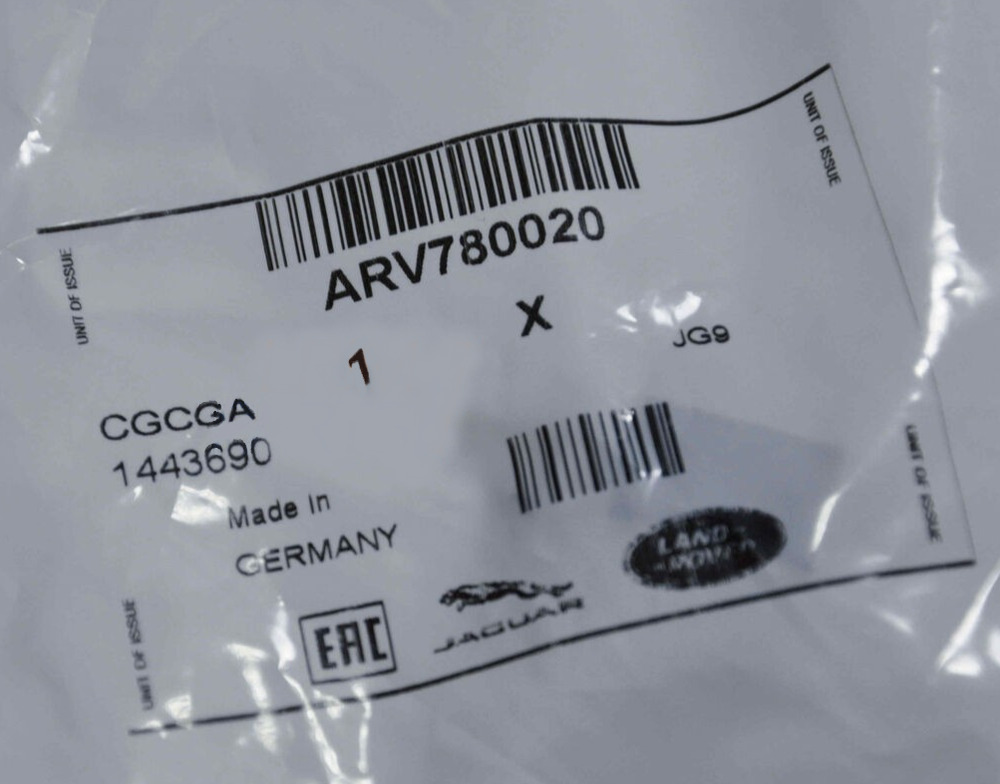 UNIT OF ISSUE
UNIT OF ISSUE
ARV780020
X
1
JG9
CGCGA
1443690
Made In
GERMANY
UNIT OF ISSUE
UNIT OF ISSUE
EAC
JAGUAR
LAND-
-ROVER